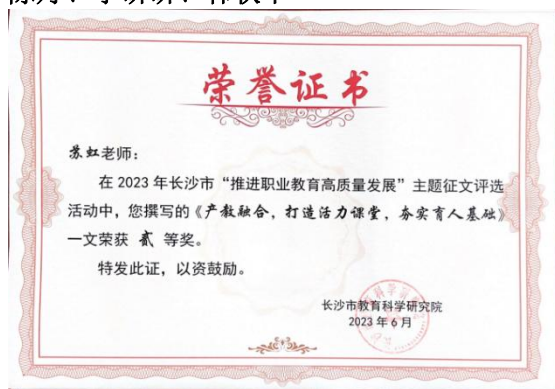 荣誉证书
苏虹老师：
在 2023 年长沙市“推进职业教育高质量发展”主题征文评选
活动中，您撰写的《产教融合，打造活力课堂，夯实育人基础》
一文荣获 贰 等奖。
特发此证，以资鼓励。
长沙市教育科学研究院
2023 年 6 月